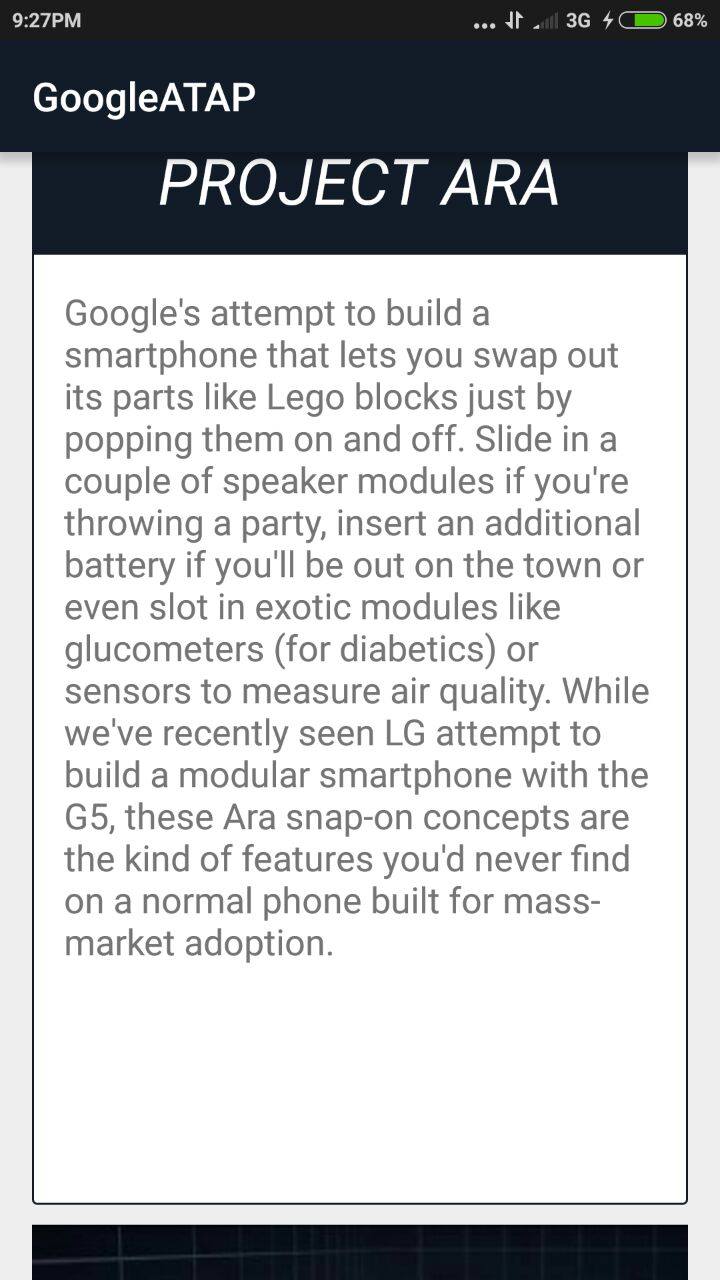 9:27PM
... 3G 68%
GoogleATAP
PROJECT ARA
Google's attempt to build a
smartphone that lets you swap out
its parts like Lego blocks just by
popping them on and off. Slide in a
couple of speaker modules if you're
throwing a party, insert an additional
battery if you'll be out on the town or
even slot in exotic modules like
glucometers (for diabetics) or
sensors to measure air quality. While
we've recently seen LG attempt to
build a modular smartphone with the
G5, these Ara snap-on concepts are
the kind of features you'd never find
on a normal phone built for mass-
market adoption.